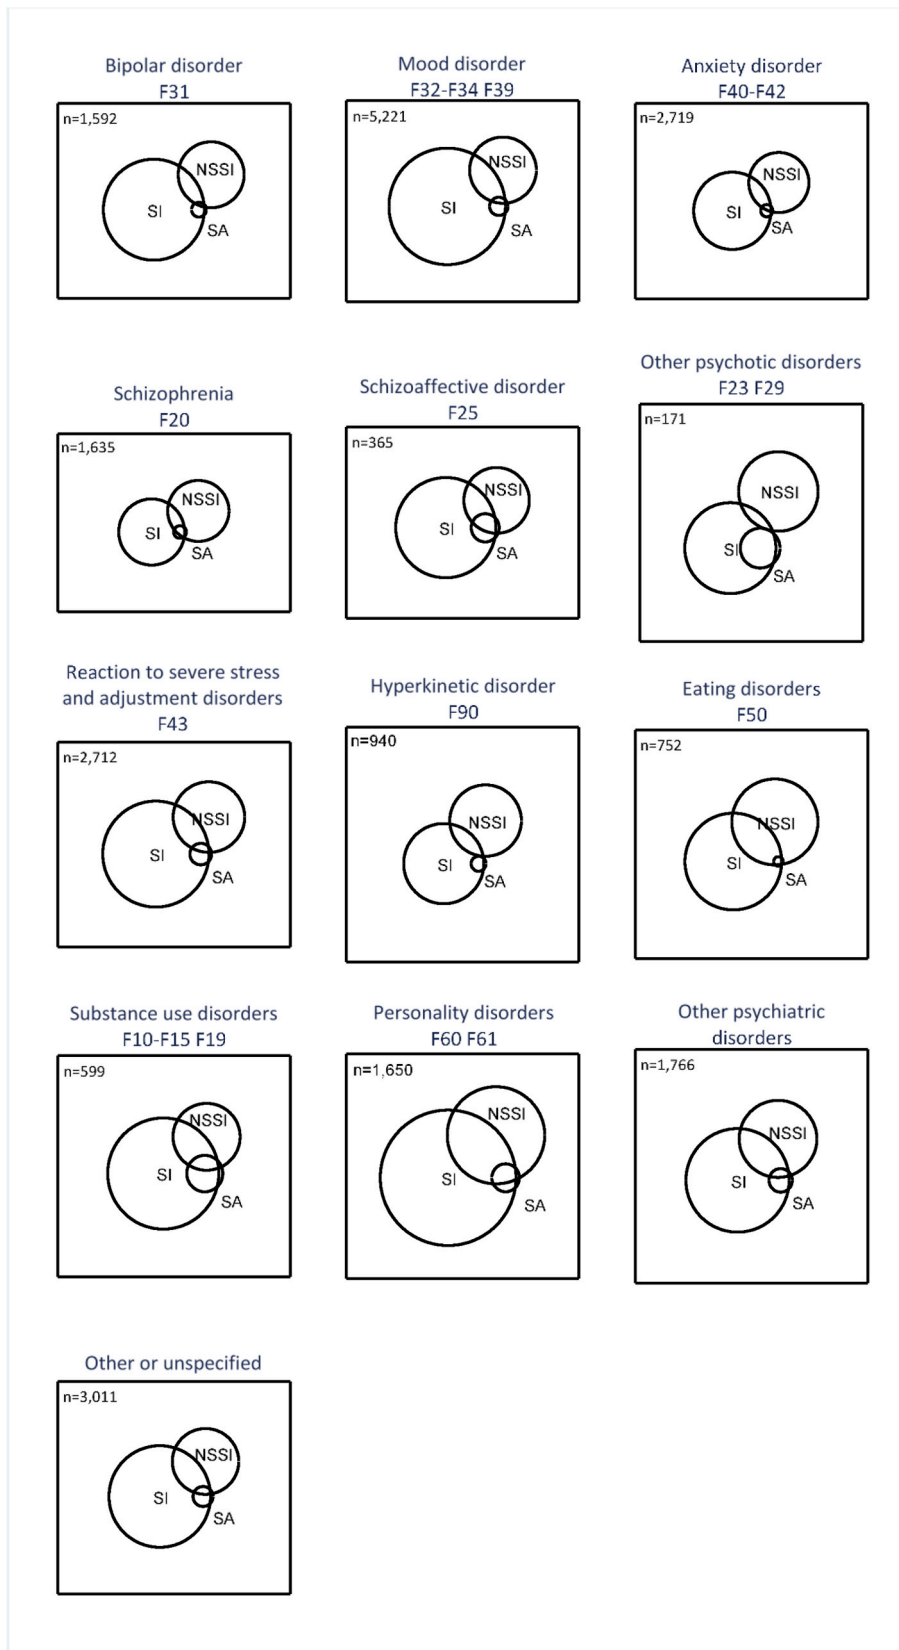 Bipolar disorder
F31
n=1,592
NSSI
SI
SA
Mood disorder
F32-F34 F39
n=5,221
NSSI
SI
SA
Anxiety disorder
F40-F42
n=2,719
NSSI
SI
SA
Schizophrenia
F20
n=1,635
NSSI
SI
SA
Schizoaffective disorder
F25
n=365
NSSI
SI
SA
Other psychotic disorders
F23 F29
n=171
NSSI
SI
SA
Reaction to severe stress
and adjustment disorders
F43
n=2,712
NSSI
SI
SA
Hyperkinetic disorder
F90
n=940
NSSI
SI
SA
Eating disorders
F50
n=752
NSSI
SI
SA
Substance use disorders
F10-F15 F19
n=599
NSSI
SI
SA
Personality disorders
F60 F61
n=1,650
NSSI
SI
SA
Other psychiatric
disorders
n=1,766
NSSI
SI
SA
Other or unspecified
n=3,011
NSSI
SI
SA